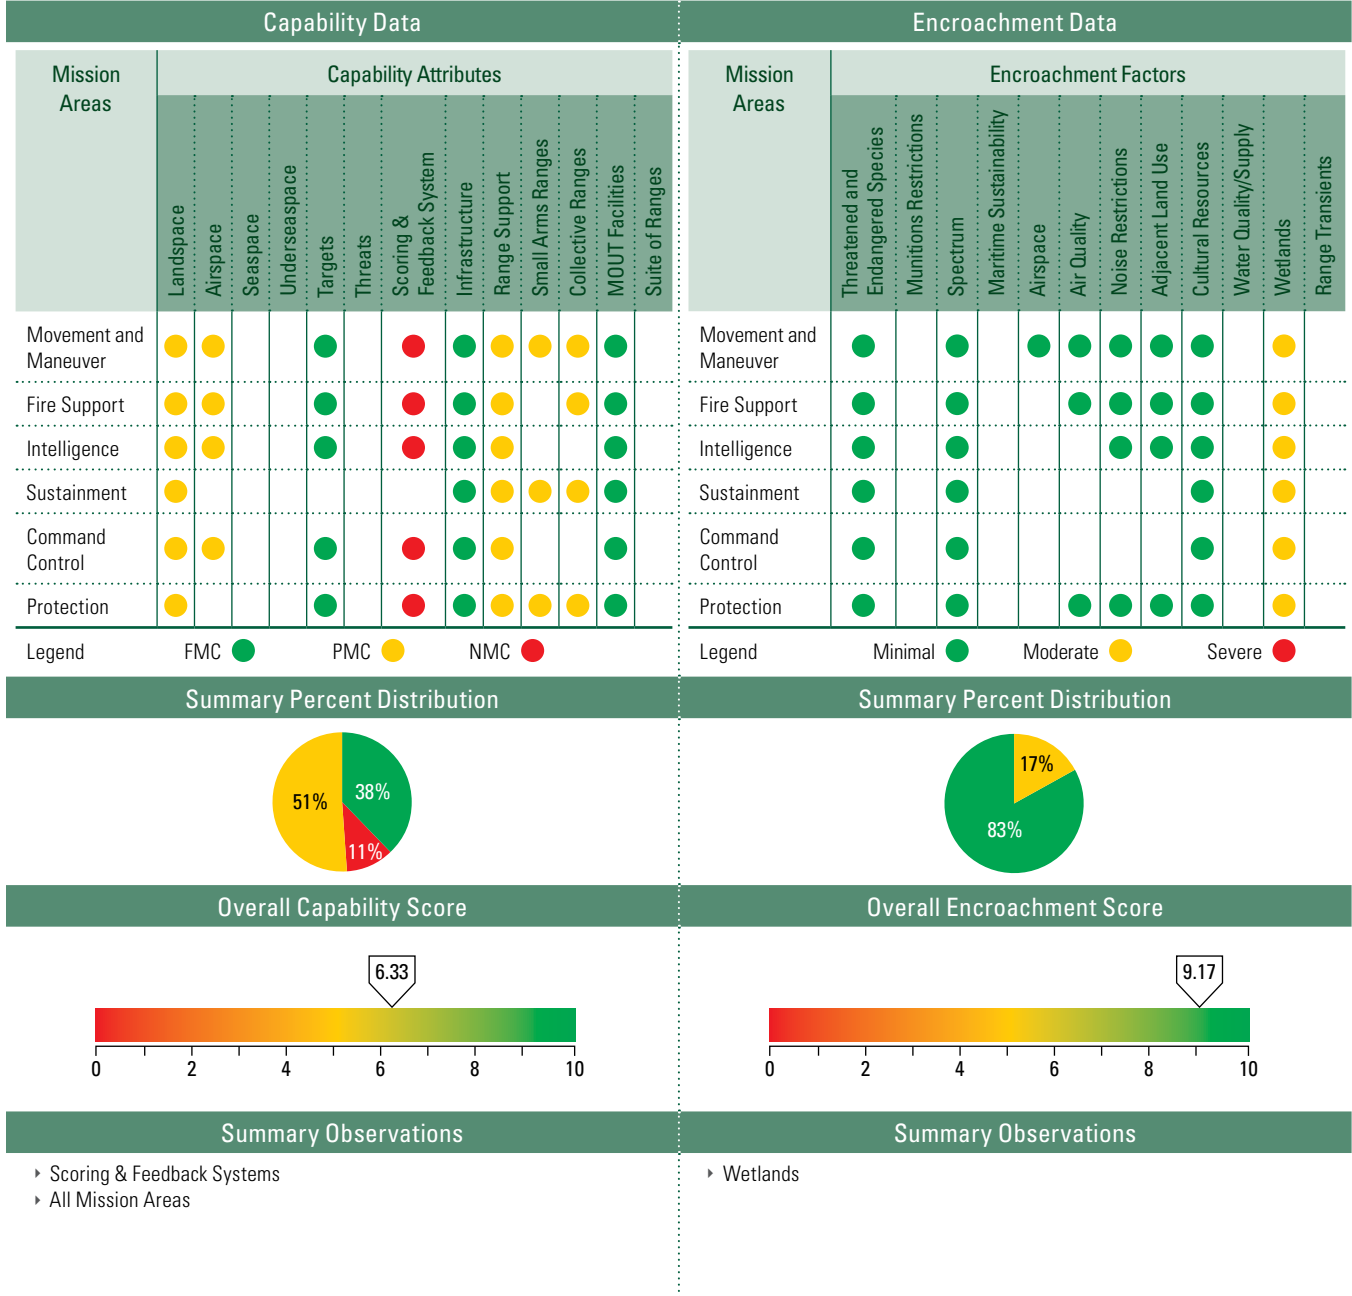 Capability Data
Mission
Areas
Capability Attributes
Landspace
Airspace
Seaspace
Underseaspace
Targets
Threats
Scoring &
Feedback System
Infrastructure
Range Support
Small Arms Ranges
Collective Ranges
MOUT Facilities
Suite of Ranges
Movement and
Maneuver
Fire Support
Intelligence
Sustainment
Command
Control
Protection
Legend
FMC
PMC
NMC
Summary Percent Distribution
51%
38%
11%
Overall Capability Score
6.33
0 2 4 6 8 10
Summary Observations
Scoring & Feedback Systems
All Mission Areas
Encroachment Data
Mission
Areas
Encroachment Factors
Threatened and
Endangered Species
Munitions Restrictions
Spectrum
Maritime Sustainability
Airspace
Air Quality
Noise Restrictions
Adjacent Land Use
Cultural Resources
Water Quality/Supply
Wetlands
Range Transients
Movement and
Maneuver
Fire Support
Intelligence
Sustainment
Command
Control
Protection
Legend
Minimal
Moderate
Severe
Summary Percent Distribution
17%
83%
Overall Encroachment Score
9.17
0 2 4 6 8 10
Summary Observations
Wetlands